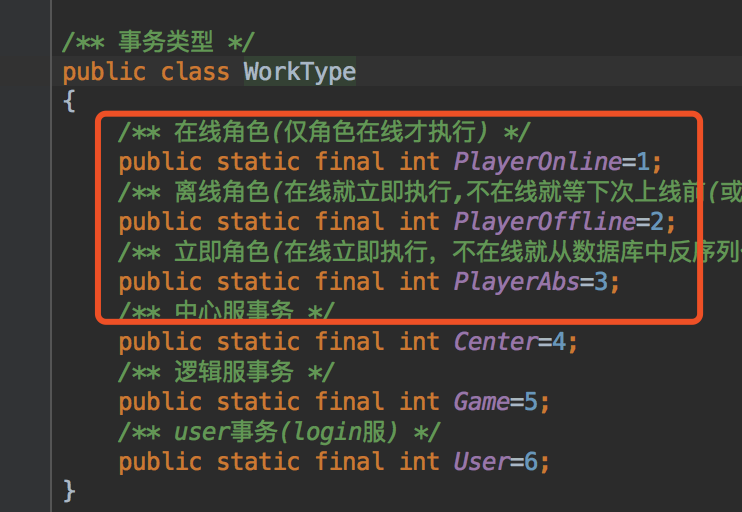 /** 事务类型 */
public class WorkType
{
/** 在线角色(仅角色在线才执行) */
public static final int PlayerOnline=1;
/** 离线角色(在线就立即执行,不在线就等下次上线前(或
public static final int PlayerOffline=2;
/** 立即角色(在线立即执行，不在线就从数据库中反序列
public static final int PlayerAbs=3;
/** 中心服事务 */
public static final int Center=4;
/** 逻辑服事务 */
public static final int Game=5;
/** user事务(login服) */
public static final int User=6;
}